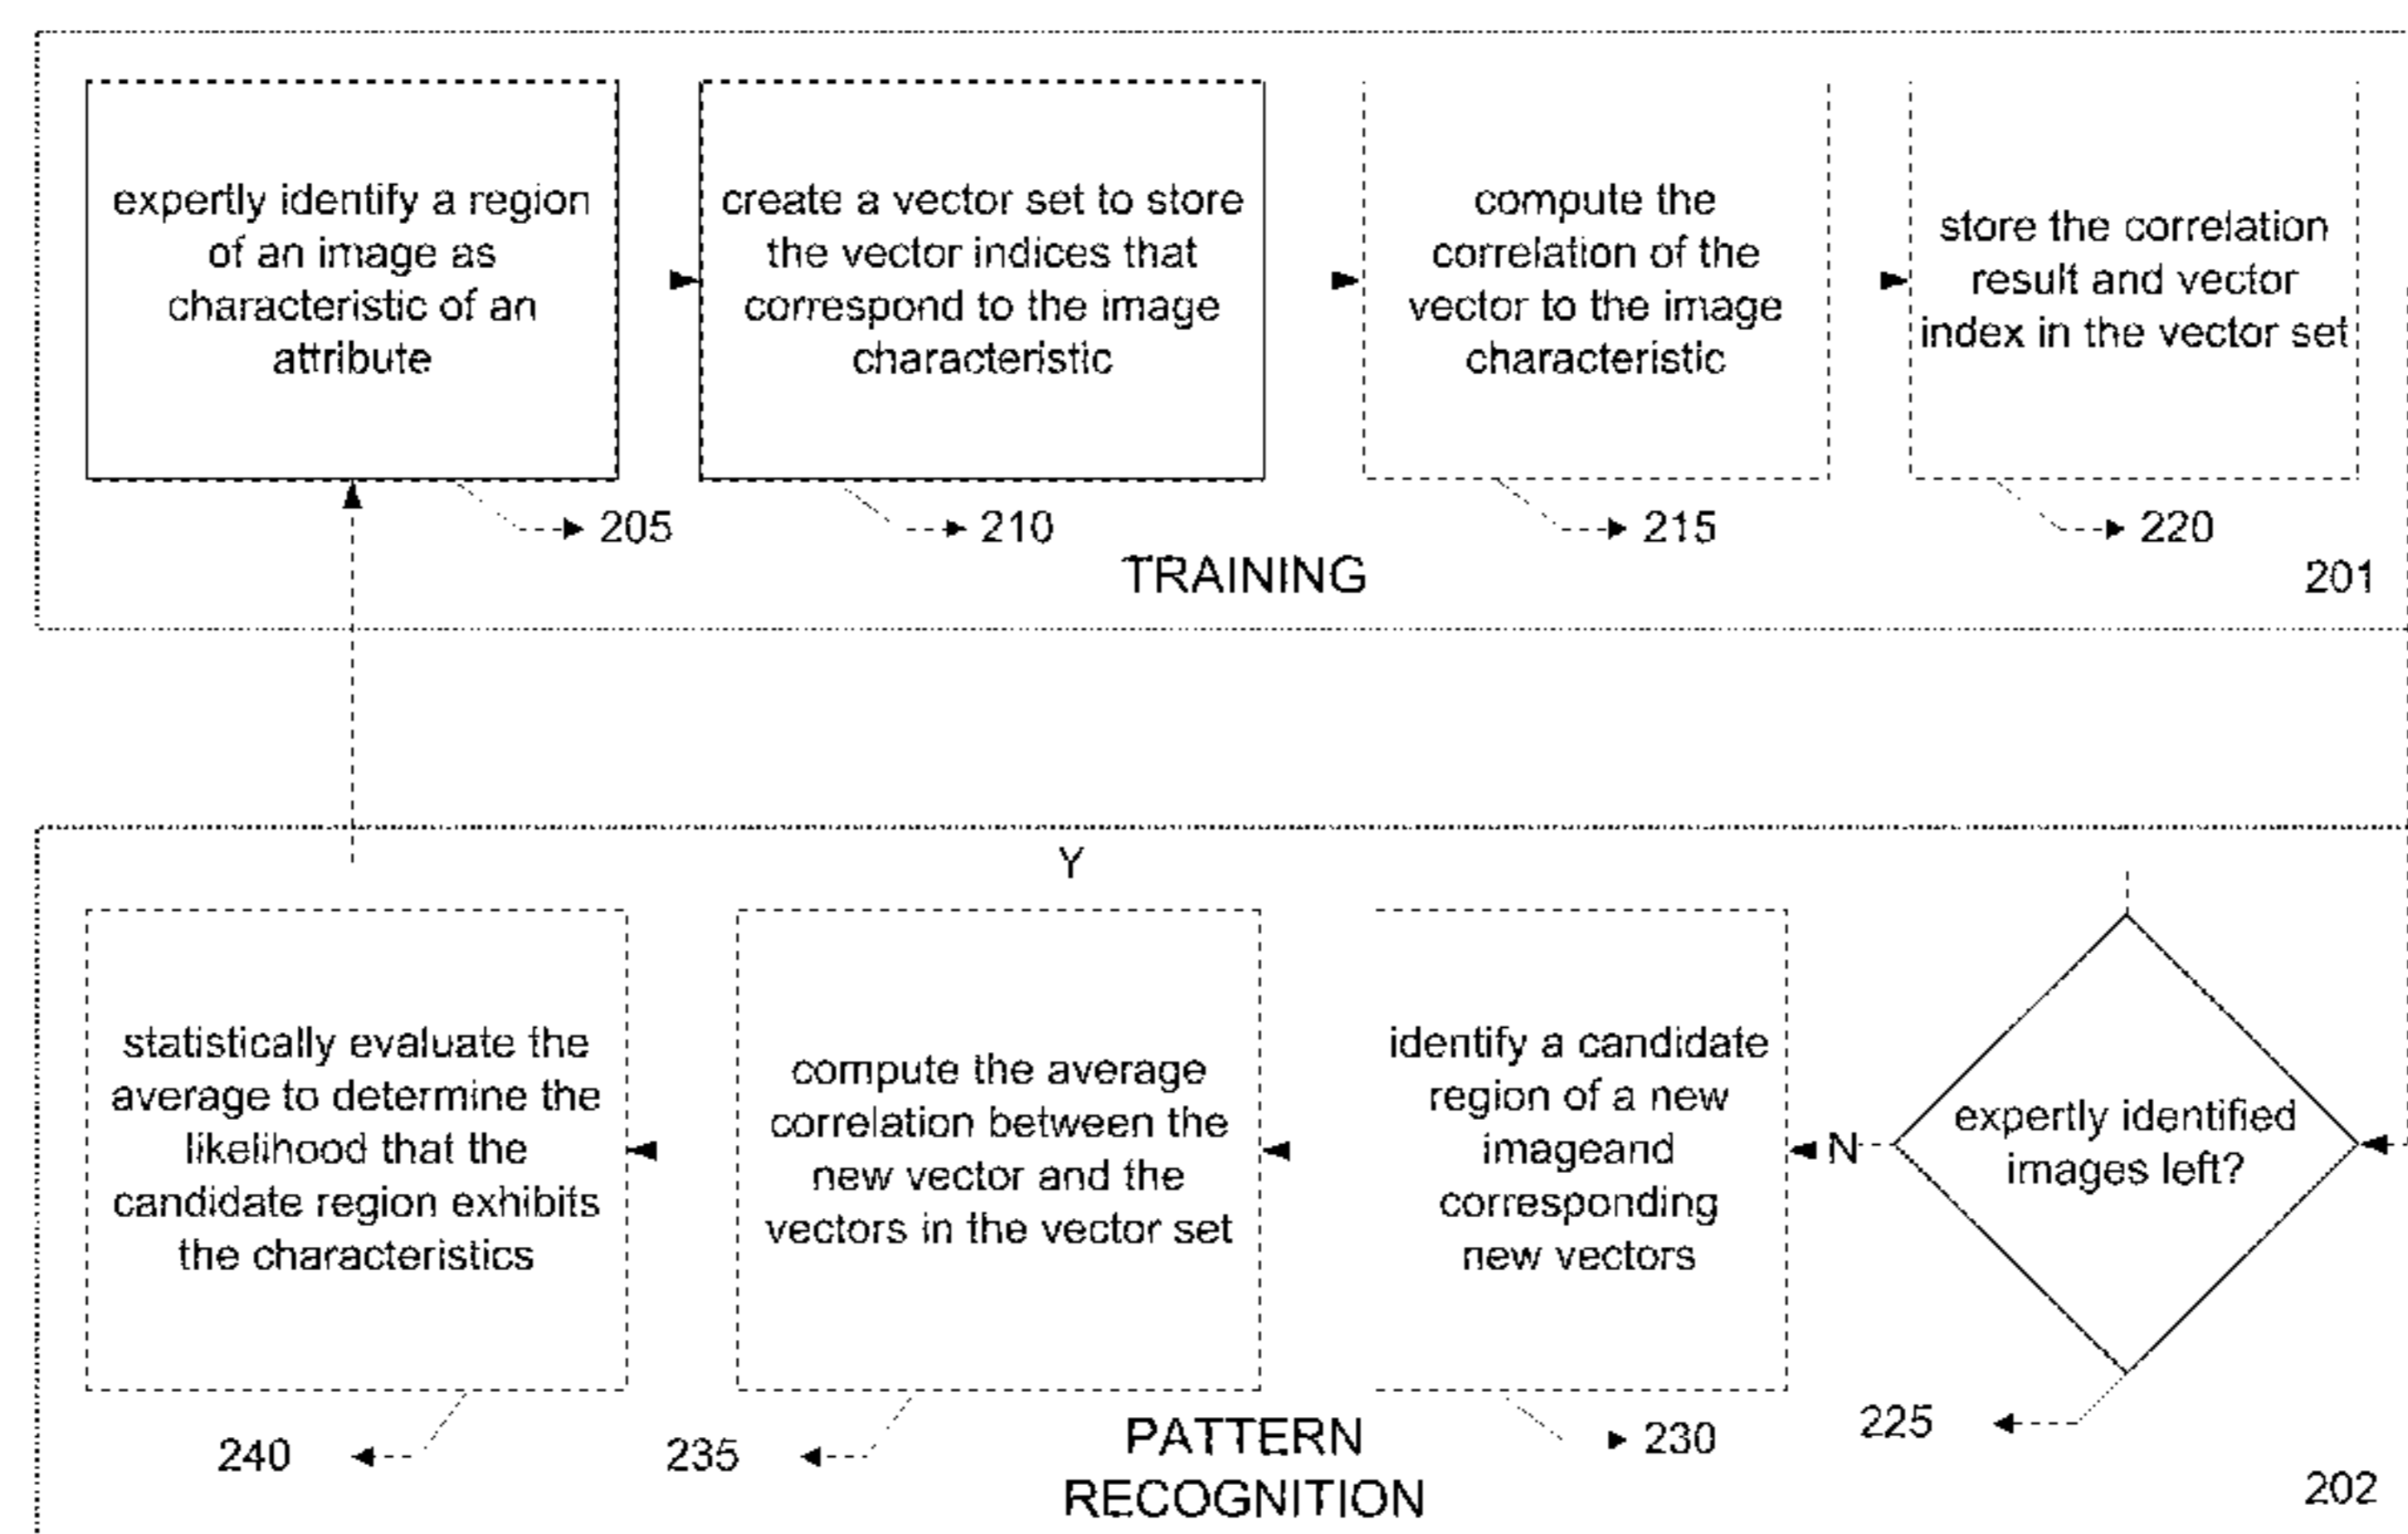 expertly identify a region
of an image as
characteristic of an
attribute
create a vector set to store
the vector indices that
correspond to the image
characteristic
compute the
correlation of the
vector to the image
characteristic
store the correlation
result and vector
index in the vector set
205
210
215
220
TRAINING
201
Y
statistically evaluate the
average to determine the
likelihood that the
candidate region exhibits
the characteristics
compute the average
correlation between the
new vector and the
vectors in the vector set
identify a candidate
region of a new
imageand
corresponding
new vectors
N
expertly identified
images left?
240
235
PATTERN
RECOGNITION
230
225
202